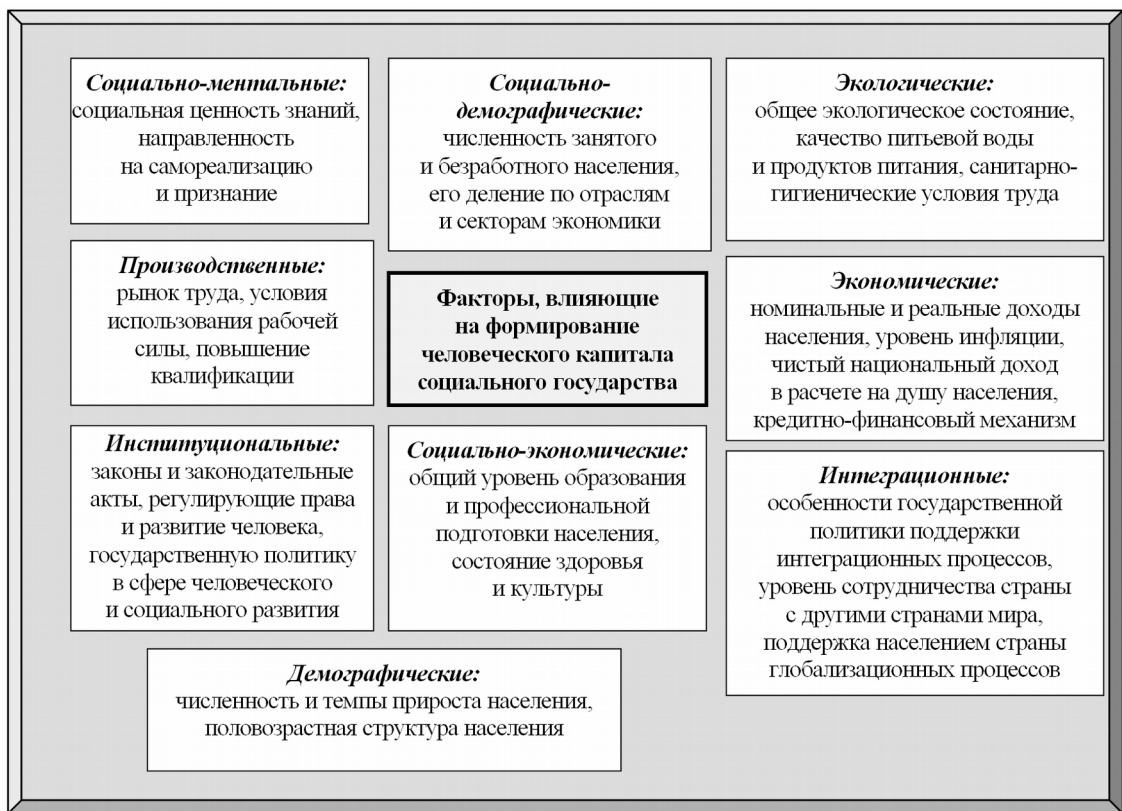 Социально-ментальные:
социальная ценность знаний,
направленность
на самореализацию
и признание
Социально-
демографические:
численность занятого
и безработного населения,
его деление по отраслям
и секторам экономики
Экологические:
общее экологическое состояние,
качество питьевой воды
и продуктов питания, санитарно-
гигиенические условия труда
Производственные:
рынок труда, условия
использования рабочей
силы, повышение
квалификации
Факторы, влияющие
на формирование
человеческого капитала
социального государства
Экономические:
номинальные и реальные доходы
населения, уровень инфляции,
чистый национальный доход
в расчете на душу населения,
кредитно-финансовый механизм
Институциональные:
законы и законодательные
акты, регулирующие права
и развитие человека,
государственную политику
в сфере человеческого
и социального развития
Социально-экономические:
общий уровень образования
и профессиональной
подготовки населения,
состояние здоровья
и культуры
Интеграционные:
особенности государственной
политики поддержки
интеграционных процессов,
уровень сотрудничества страны
с другими странами мира,
поддержка населением страны
глобализационных процессов
Демографические:
численность и темпы прироста населения,
половозрастная структура населения